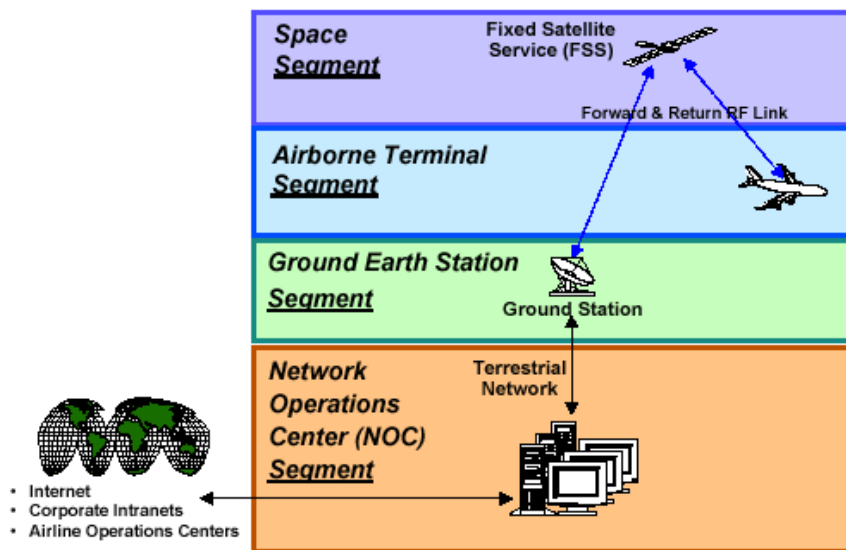 Space
Segment
Fixed Satellite
Service (FSS)
Forward & Return RF Link
Airborne Terminal
Segment
Ground Earth Station
Segment
Ground Station
Network
Operations
Center (NOC)
Segment
Terrestrial
Network
• Internet
• Corporate Intranets
• Airline Operations Centers